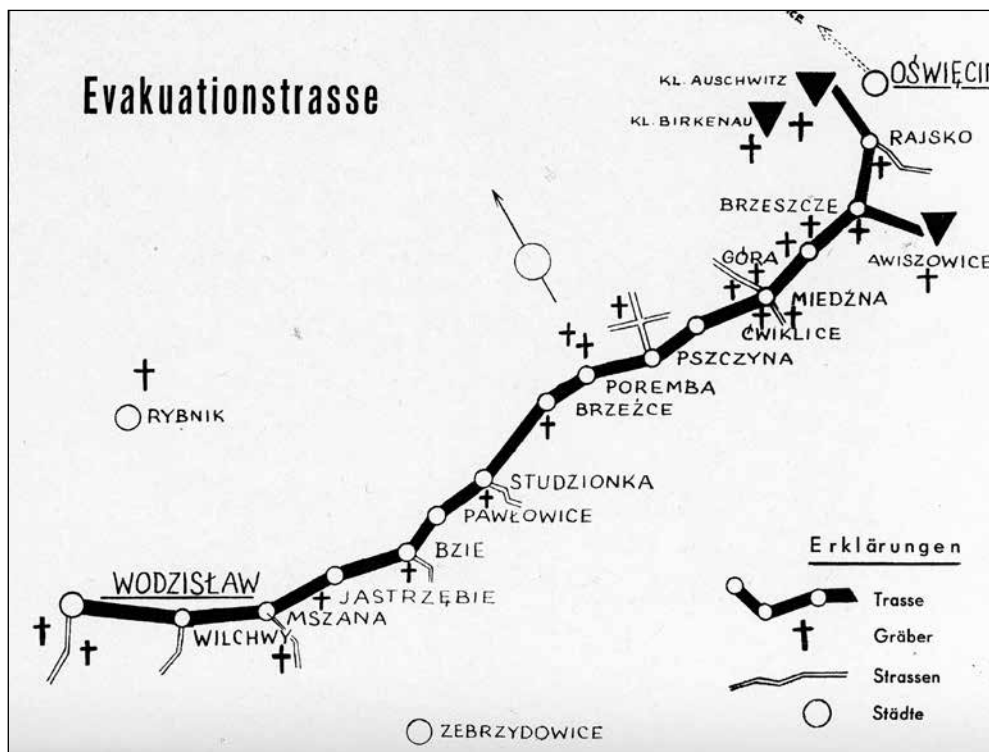 Evakuationstrasse
OŚWIĘCIM
KL. AUSCHWITZ
KL. BIRKENAU
RAJSKO
BRZESZCZE
AWISZOWICE
GÓRA
MIEDŹNA
ĆWIKLICE
PSZCZYNA
POREMBA
BRZEŹCE
RYBNIK
STUDZIONKA
PAWŁOWICE
BZIE
JASTRZĘBIE
WODZISŁAW
MSZANA
WILCHWY
ZEBRZYDOWICE
Erklärungen
Trasse
Gräber
Strassen
Städte